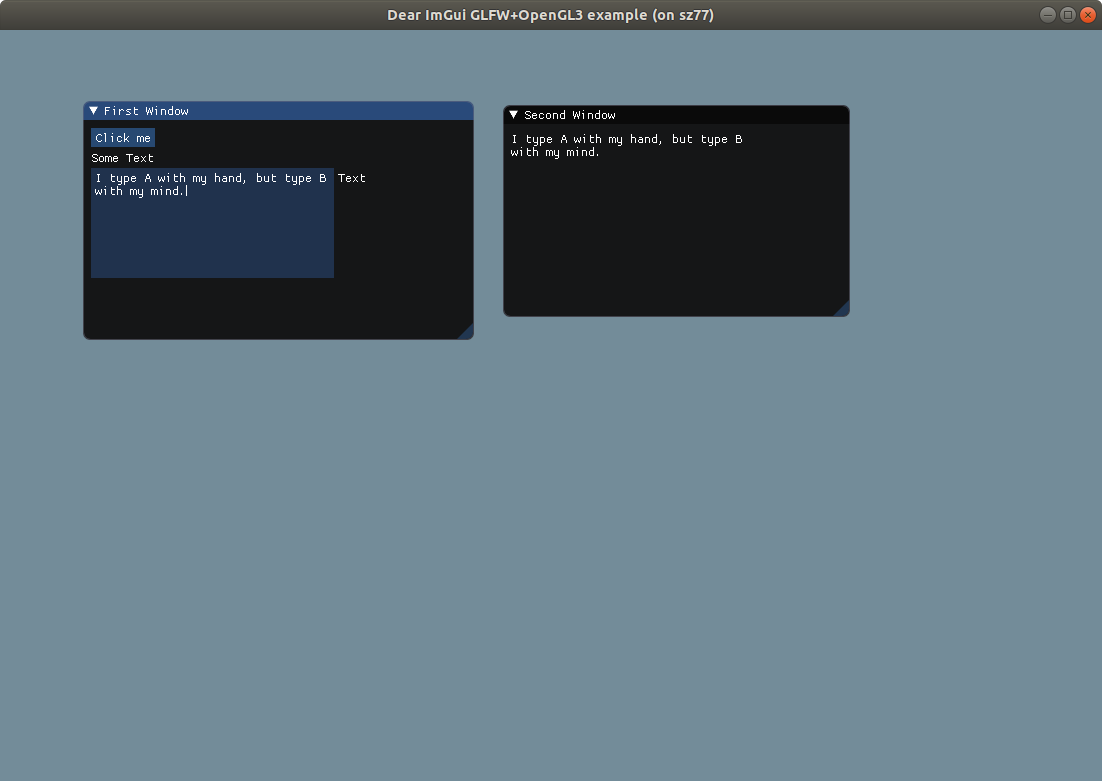 Dear ImGui GLFW+OpenGL3 example (on sz77)
First Window
Click me
Some Text
I type A with my hand, but type B
with my mind.
Text
Second Window
I type A with my hand, but type B
with my mind.